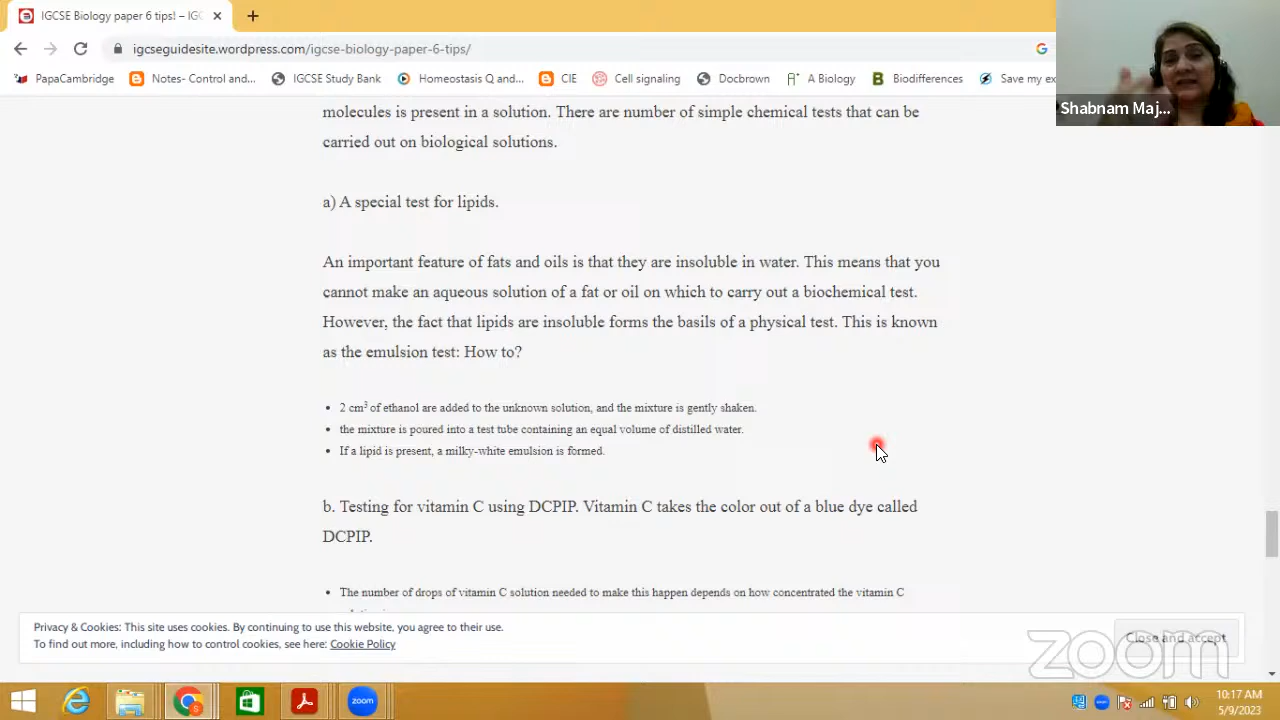 IGCSE Biology paper 6 tips! – IGC
igcseguidesite.wordpress.com/igcse-biology-paper-6-tips/
PapaCambridge
Notes- Control and...
IGCSE Study Bank
Homeostasis Q and...
CIE
Cell signaling
Docbrown
A Biology
Biodifferences
Save my ex
Shabnam Maj...
molecules is present in a solution. There are number of simple chemical tests that can be
carried out on biological solutions.
a) A special test for lipids.
An important feature of fats and oils is that they are insoluble in water. This means that you
cannot make an aqueous solution of a fat or oil on which to carry out a biochemical test.
However, the fact that lipids are insoluble forms the basils of a physical test. This is known
as the emulsion test: How to?
• 2 cm³ of ethanol are added to the unknown solution, and the mixture is gently shaken.
• the mixture is poured into a test tube containing an equal volume of distilled water.
• If a lipid is present, a milky-white emulsion is formed.
b. Testing for vitamin C using DCPIP. Vitamin C takes the color out of a blue dye called
DCPIP.
• The number of drops of vitamin C solution needed to make this happen depends on how concentrated the vitamin C
Privacy & Cookies: This site uses cookies. By continuing to use this website, you agree to their use.
To find out more, including how to control cookies, see here: Cookie Policy
Close and accept
zoom
zoom
10:17 AM
5/9/2023